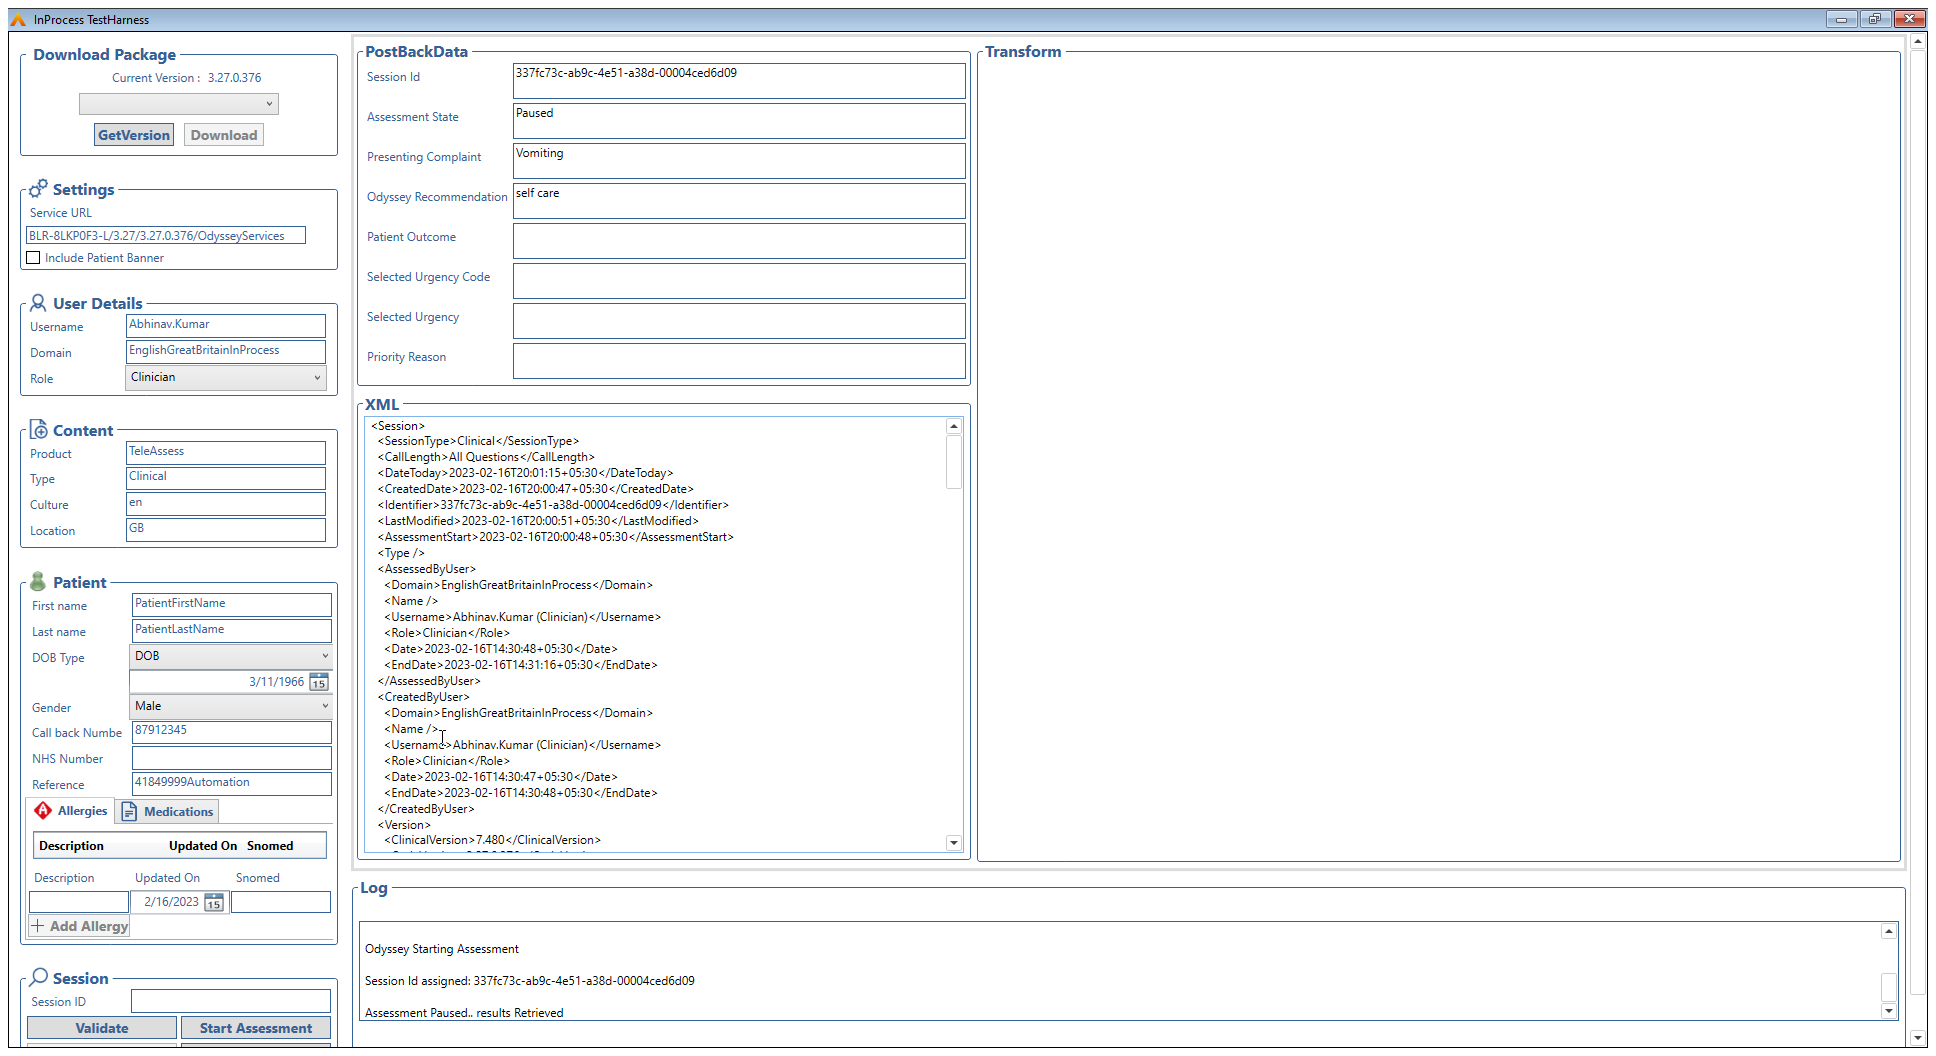 InProcess TestHarness
Download Package
Current Version : 3.27.0.376
GetVersion
Download
Settings
Service URL
BLR-8LKP0F3-L/3.27/3.27.0.376/OdysseyServices
Include Patient Banner
User Details
Username
Abhinav.Kumar
Domain
EnglishGreatBritainInProcess
Role
Clinician
Content
Product
TeleAssess
Type
Clinical
Culture
en
Location
GB
Patient
First name
PatientFirstName
Last name
PatientLastName
DOB Type
DOB
3/11/1966
15
Gender
Male
Call back Numbe
87912345
NHS Number
Reference
41849999Automation
Allergies
Medications
Description Updated On Snomed
Description Updated On Snomed
2/16/2023
15
Add Allergy
Session
Session ID
Validate
Start Assessment
PostBackData
Session Id
337fc73c-ab9c-4e51-a38d-00004ced6d09
Assessment State
Paused
Presenting Complaint
Vomiting
Odyssey Recommendation
self care
Patient Outcome
Selected Urgency Code
Selected Urgency
Priority Reason
XML
<Session>
<SessionType>Clinical</SessionType>
<CallLength>All Questions</CallLength>
<DateToday>2023-02-16T20:01:15+05:30</DateToday>
<CreatedDate>2023-02-16T20:00:47+05:30</CreatedDate>
<Identifier>337fc73c-ab9c-4e51-a38d-00004ced6d09</Identifier>
<LastModified>2023-02-16T20:00:51+05:30</LastModified>
<AssessmentStart>2023-02-16T20:00:48+05:30</AssessmentStart>
<Type />
<AssessedByUser>
<Domain>EnglishGreatBritainInProcess</Domain>
<Name />
<Username>Abhinav.Kumar (Clinician)</Username>
<Role>Clinician</Role>
<Date>2023-02-16T14:30:48+05:30</Date>
<EndDate>2023-02-16T14:31:16+05:30</EndDate>
</AssessedByUser>
<CreatedByUser>
<Domain>EnglishGreatBritainInProcess</Domain>
<Name />
<Username>Abhinav.Kumar (Clinician)</Username>
<Role>Clinician</Role>
<Date>2023-02-16T14:30:47+05:30</Date>
<EndDate>2023-02-16T14:30:48+05:30</EndDate>
</CreatedByUser>
<Version>
<ClinicalVersion>7.480</ClinicalVersion>
Transform
Log
Odyssey Starting Assessment
Session Id assigned: 337fc73c-ab9c-4e51-a38d-00004ced6d09
Assessment Paused.. results Retrieved